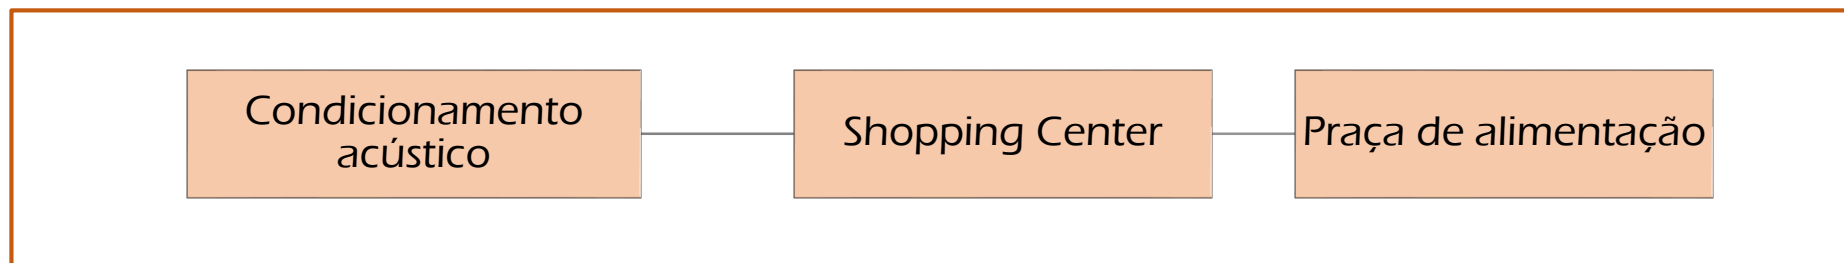 Condicionamento
acústico
Shopping Center
Praça de alimentação